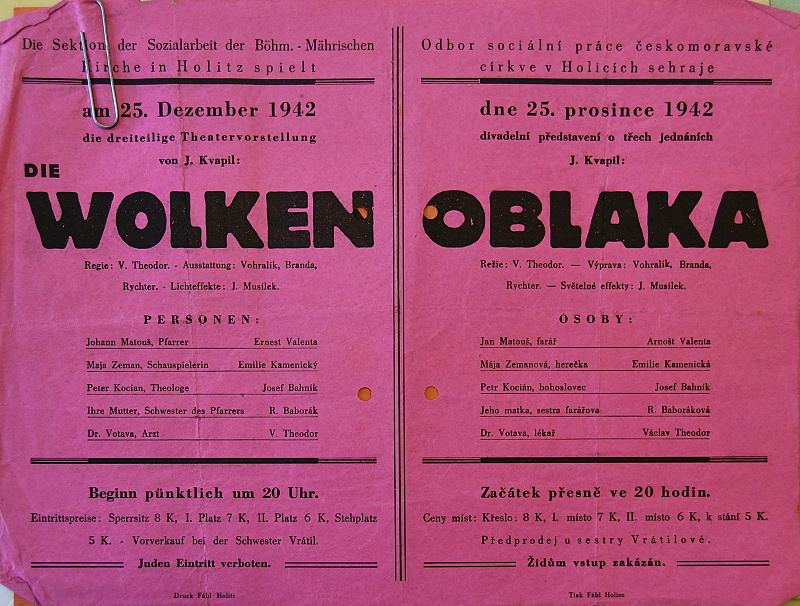 Die Sektion der Sozialarbeit der Böhm. - Mährischen
Kirche in Holitz spielt
am 25. Dezember 1942
die dreiteilige Theatervorstellung
von J. Kvapil:
DIE
WOLKEN
Regie: V. Theodor. - Ausstattung: Vohralík, Branda,
Rychter. - Lichteffekte: J. Musílek.
PERSONEN:
Johann Matouš, Pfarrer Ernest Valenta
Maja Zeman, Schauspielerin Emilie Kamenický
Peter Kocian, Theologe Josef Bahník
Ihre Mutter, Schwester des Pfarrers R. Baborák
Dr. Votava, Arzt V. Theodor
Beginn pünktlich um 20 Uhr.
Eintrittspreise: Sperrsitz 8 K, I. Platz 7 K, II. Platz 6 K, Stehplatz
5 K. - Vorverkauf bei der Schwester Vrátil.
Juden Eintritt verboten.
Druck Fábl Holitz
Odbor sociální práce českomoravské
církve v Holicích sehraje
dne 25. prosince 1942
divadelní představení o třech jednáních
J. Kvapil:
OBLAKA
Režie: V. Theodor. — Výprava: Vohralík, Branda,
Rychter. — Světelné effekty: J. Musílek.
OSOBY:
Jan Matouš, farář Arnošt Valenta
Mája Zemanová, herečka Emilie Kamenická
Petr Kocián, bohoslovec Josef Bahník
Jeho matka, sestra farářova R. Baboráková
Dr. Votava, lékař Václav Theodor
Začátek přesně ve 20 hodin.
Ceny míst: Křeslo: 8 K, I. místo 7 K, II. místo 6 K, k stání 5 K.
Předprodej u sestry Vrátilové.
Židům vstup zakázán.
Tisk Fábl Holice